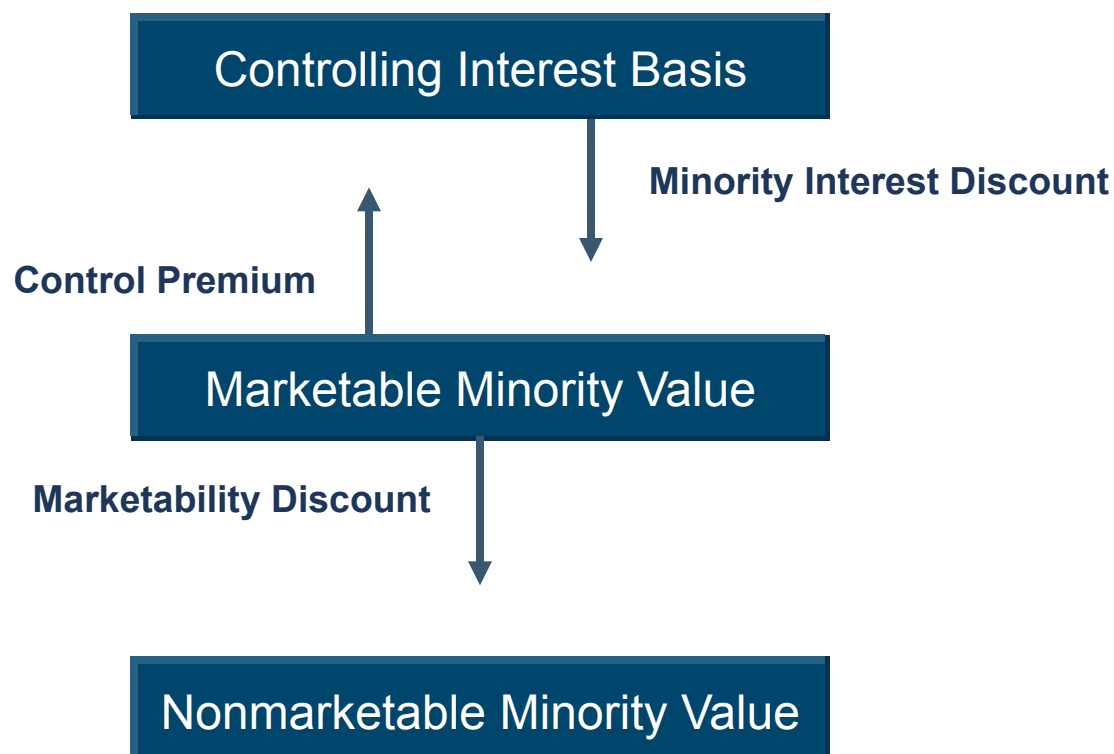 Controlling Interest Basis
Minority Interest Discount
Control Premium
Marketable Minority Value
Marketability Discount
Nonmarketable Minority Value